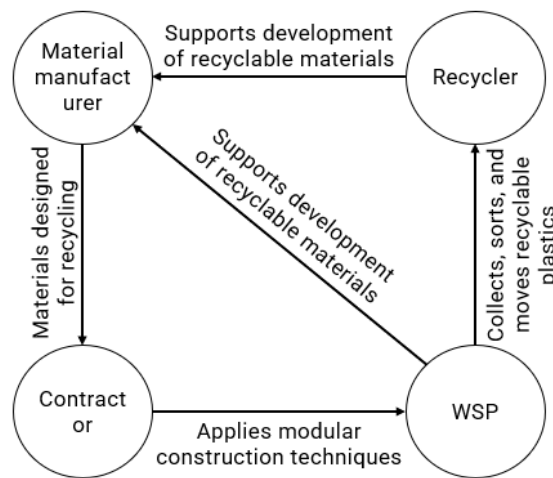 Material
manufact
urer
Supports development
of recyclable materials
Recycler
Materials designed
for recycling
Supports development
of recyclable materials
Collects, sorts, and
moves recyclable
plastics
Contract
or
Applies modular
construction techniques
WSP